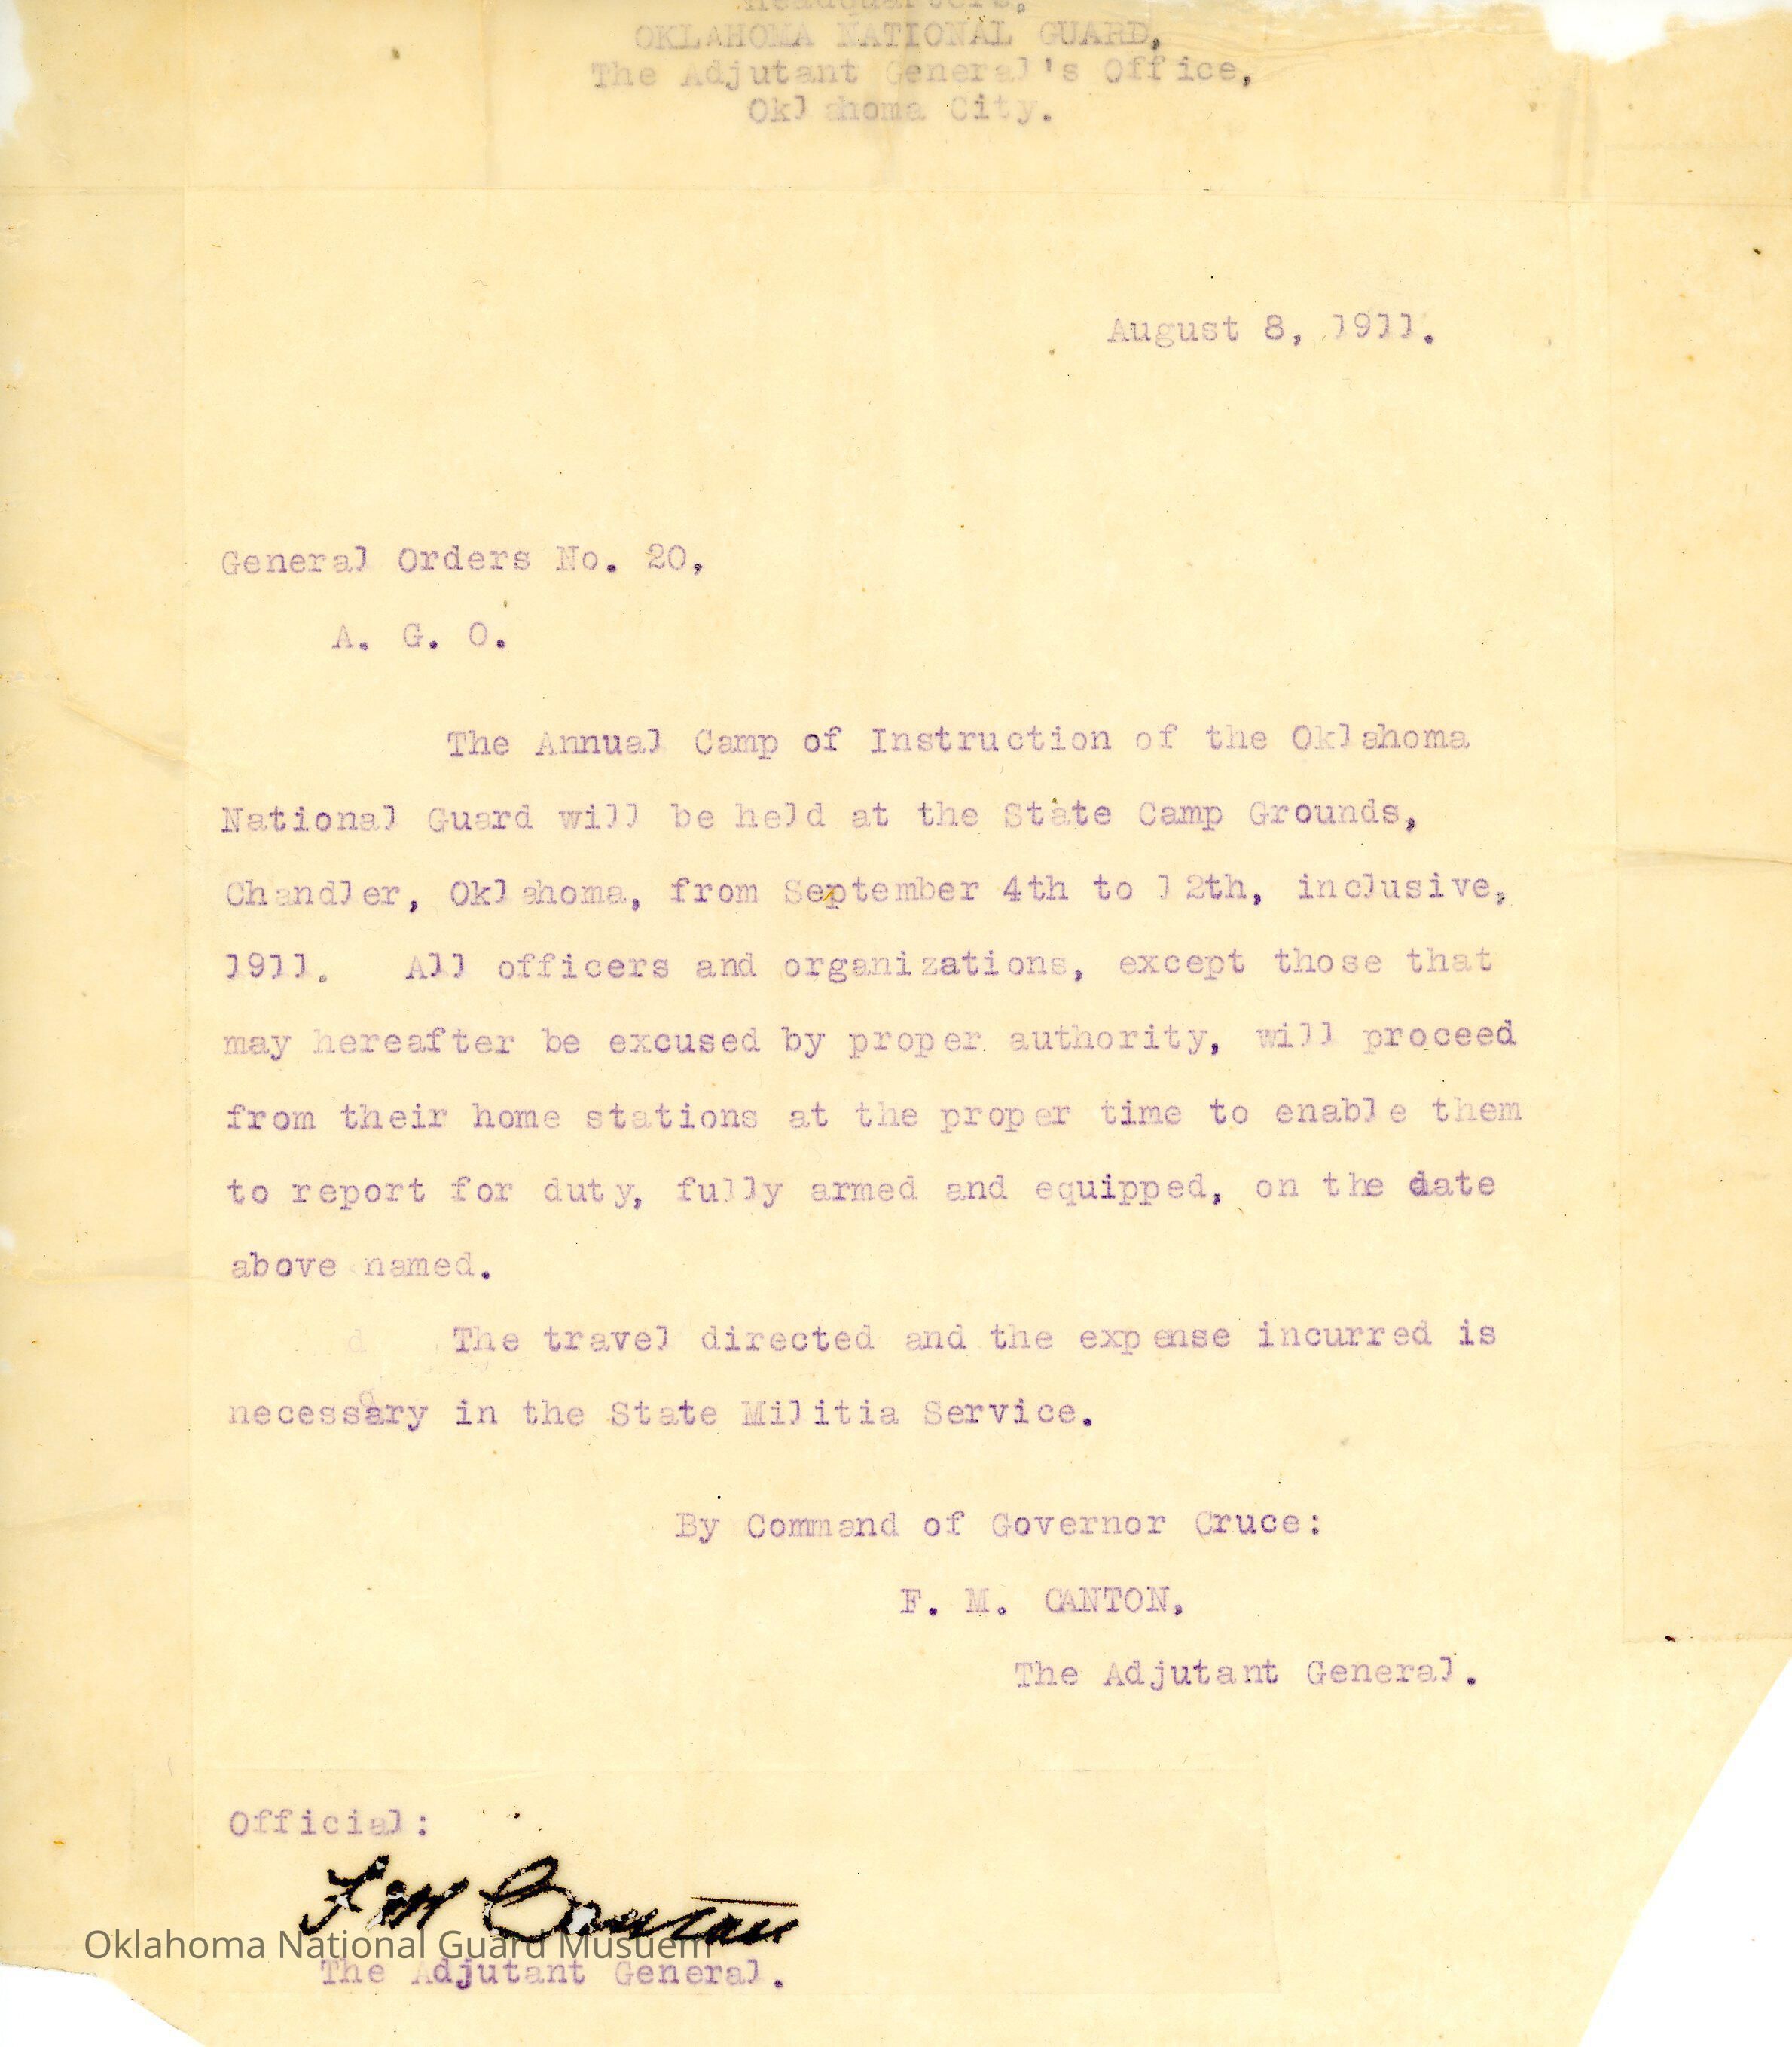 Headquarters,
OKLAHOMA NATIONAL GUARD,
The Adjutant General's Office,
Oklahoma City.
August 8, 1911.
General Orders No. 20,
A. G. O.
The Annual Camp of Instruction of the Oklahoma
National Guard will be held at the State Camp Grounds,
Chandler, Oklahoma, from September 4th to 12th, inclusive,
1911. All officers and organizations, except those that
may hereafter be excused by proper authority, will proceed
from their home stations at the proper time to enable them
to report for duty, fully armed and equipped, on the date
above named.
The travel directed and the expense incurred is
necessary in the State Militia Service.
By Command of Governor Cruce:
F. M. CANTON,
The Adjutant General.
Official:
F M Canton
Oklahoma National Guard Musuem
The Adjutant General.